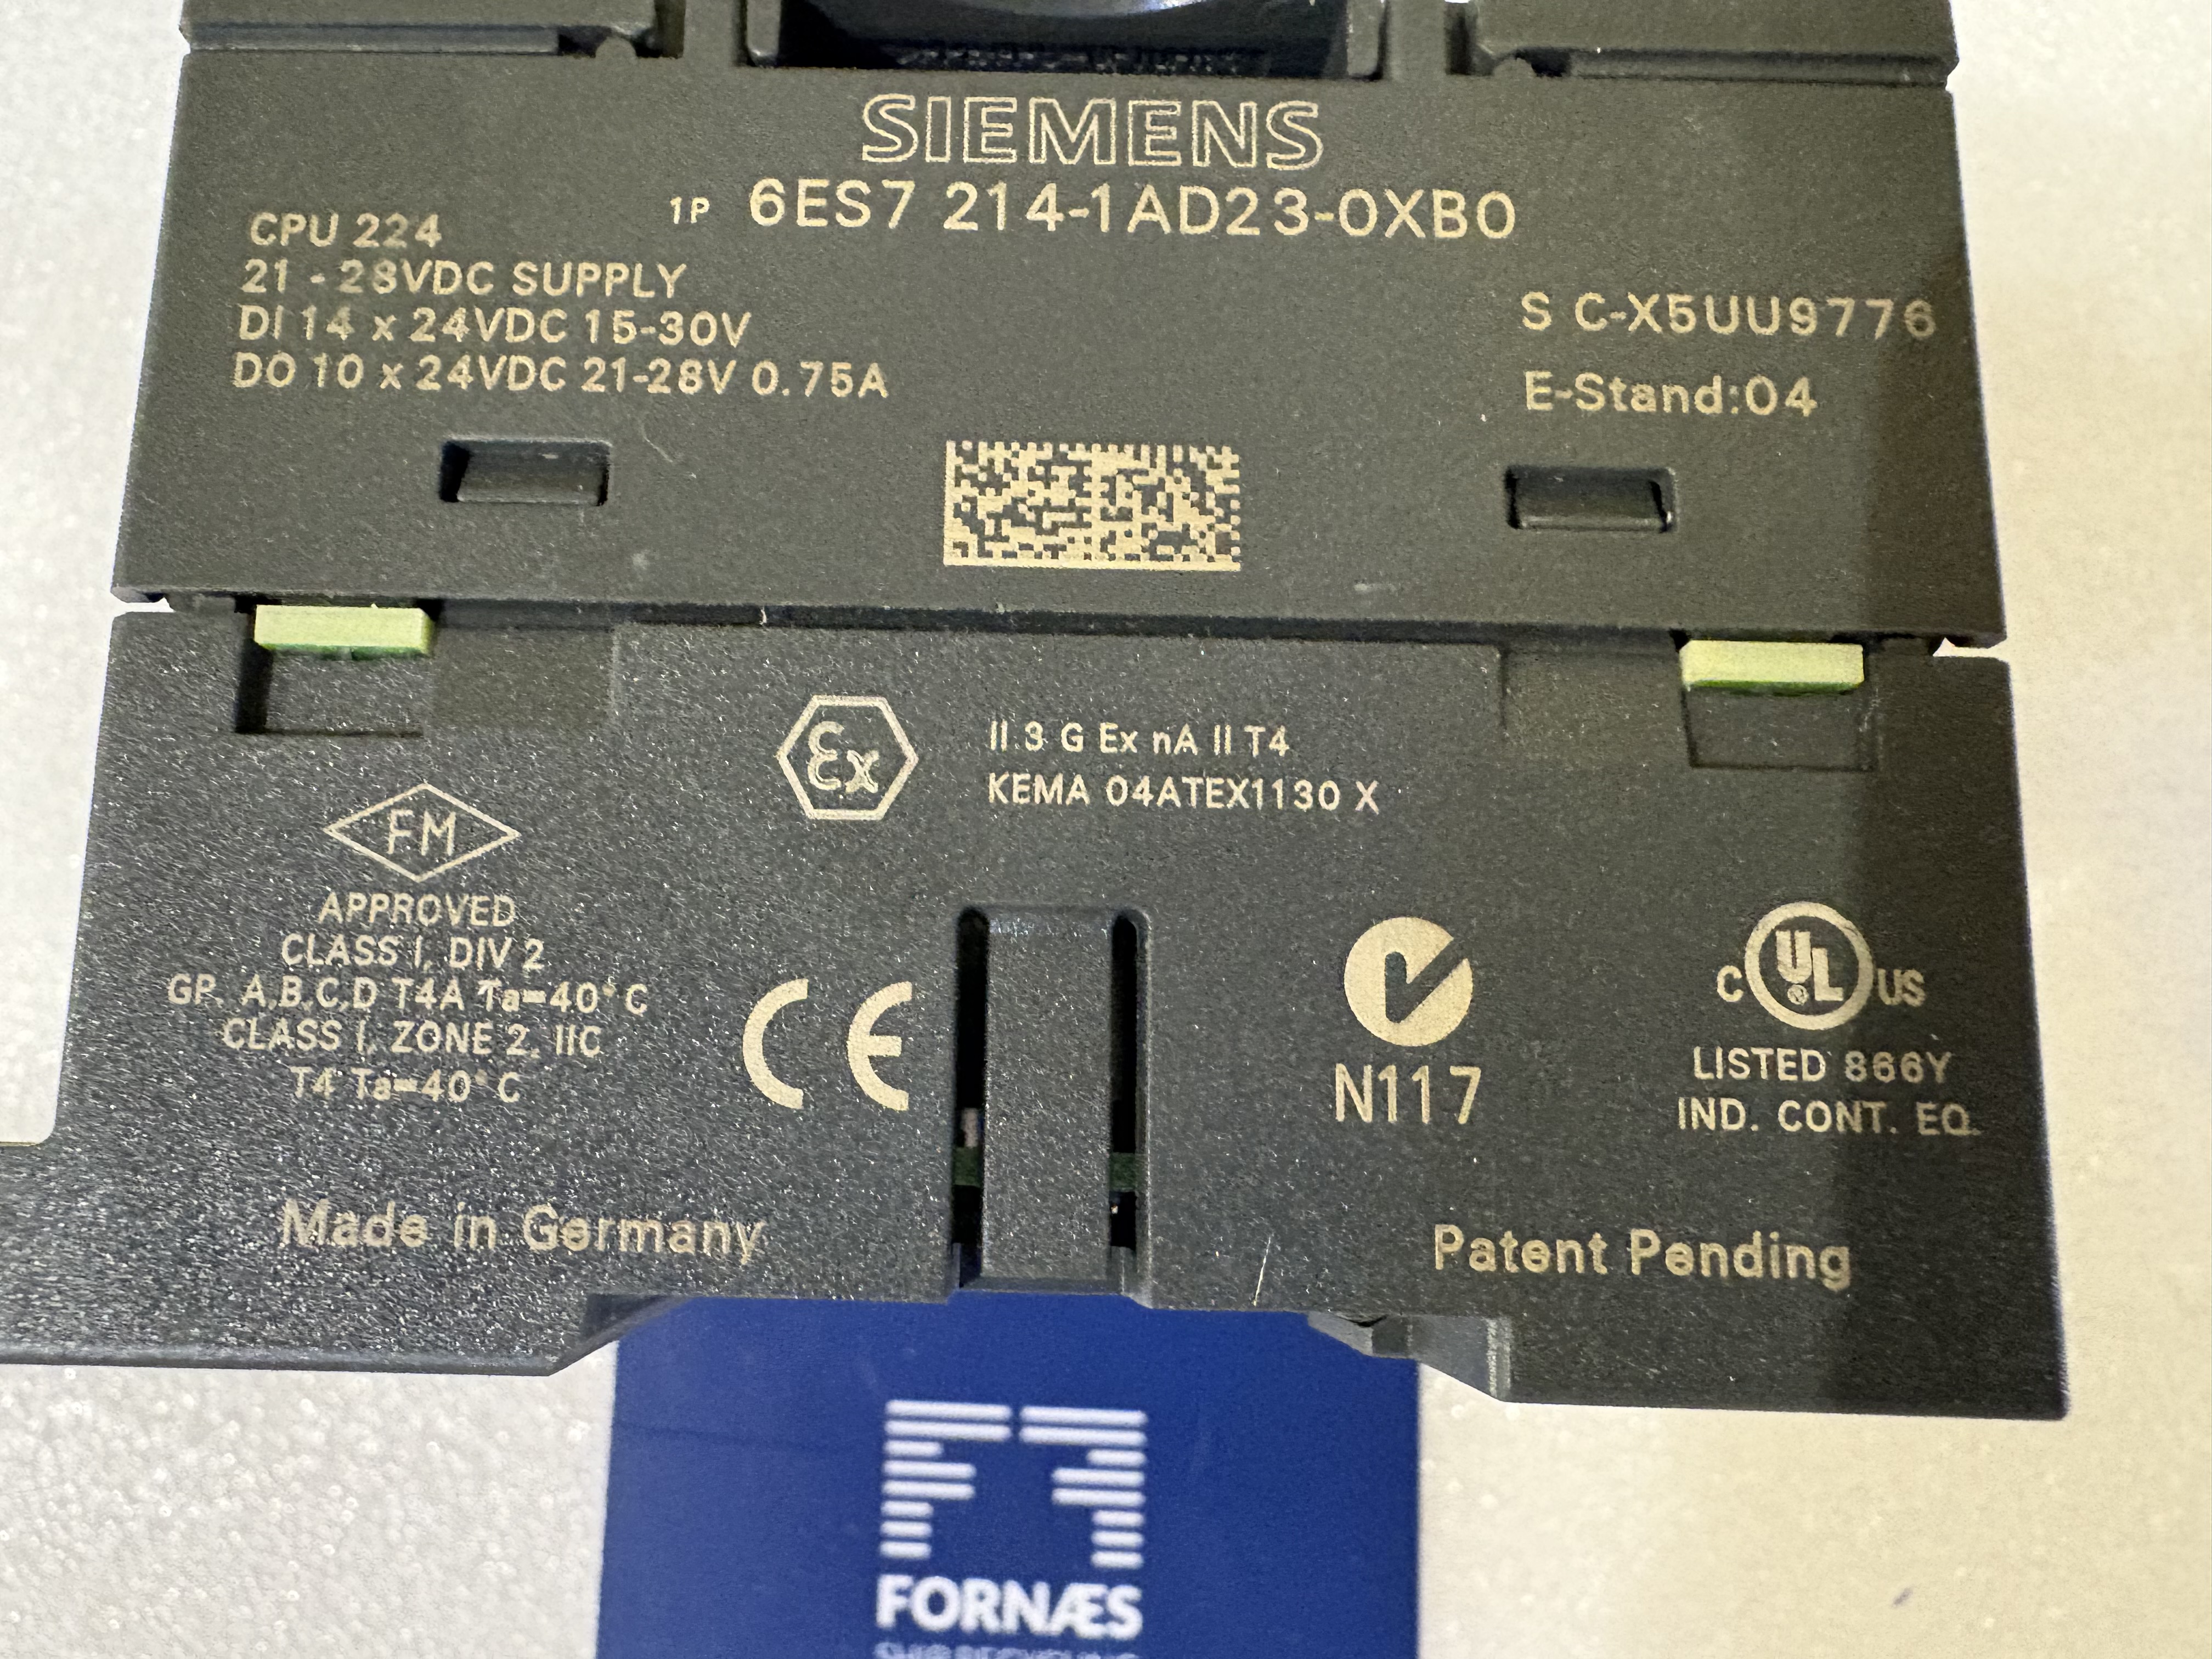 SIEMENS
1P 6ES7 214-1AD23-0XB0
CPU 224
21 - 28VDC SUPPLY
DI 14 x 24VDC 15-30V
DO 10 x 24VDC 21-28V 0.75A
S C-X5UU9776
E-Stand:04
Ex
II 3 G Ex nA II T4
KEMA 04ATEX1130 X
FM
APPROVED
CLASS I, DIV 2
GP. A,B,C,D T4A Ta=40°C
CLASS I, ZONE 2, IIC
T4 Ta=40°C
CE
N117
C UL US
LISTED 866Y
IND. CONT. EQ.
Made in Germany
Patent Pending
FORNÆS